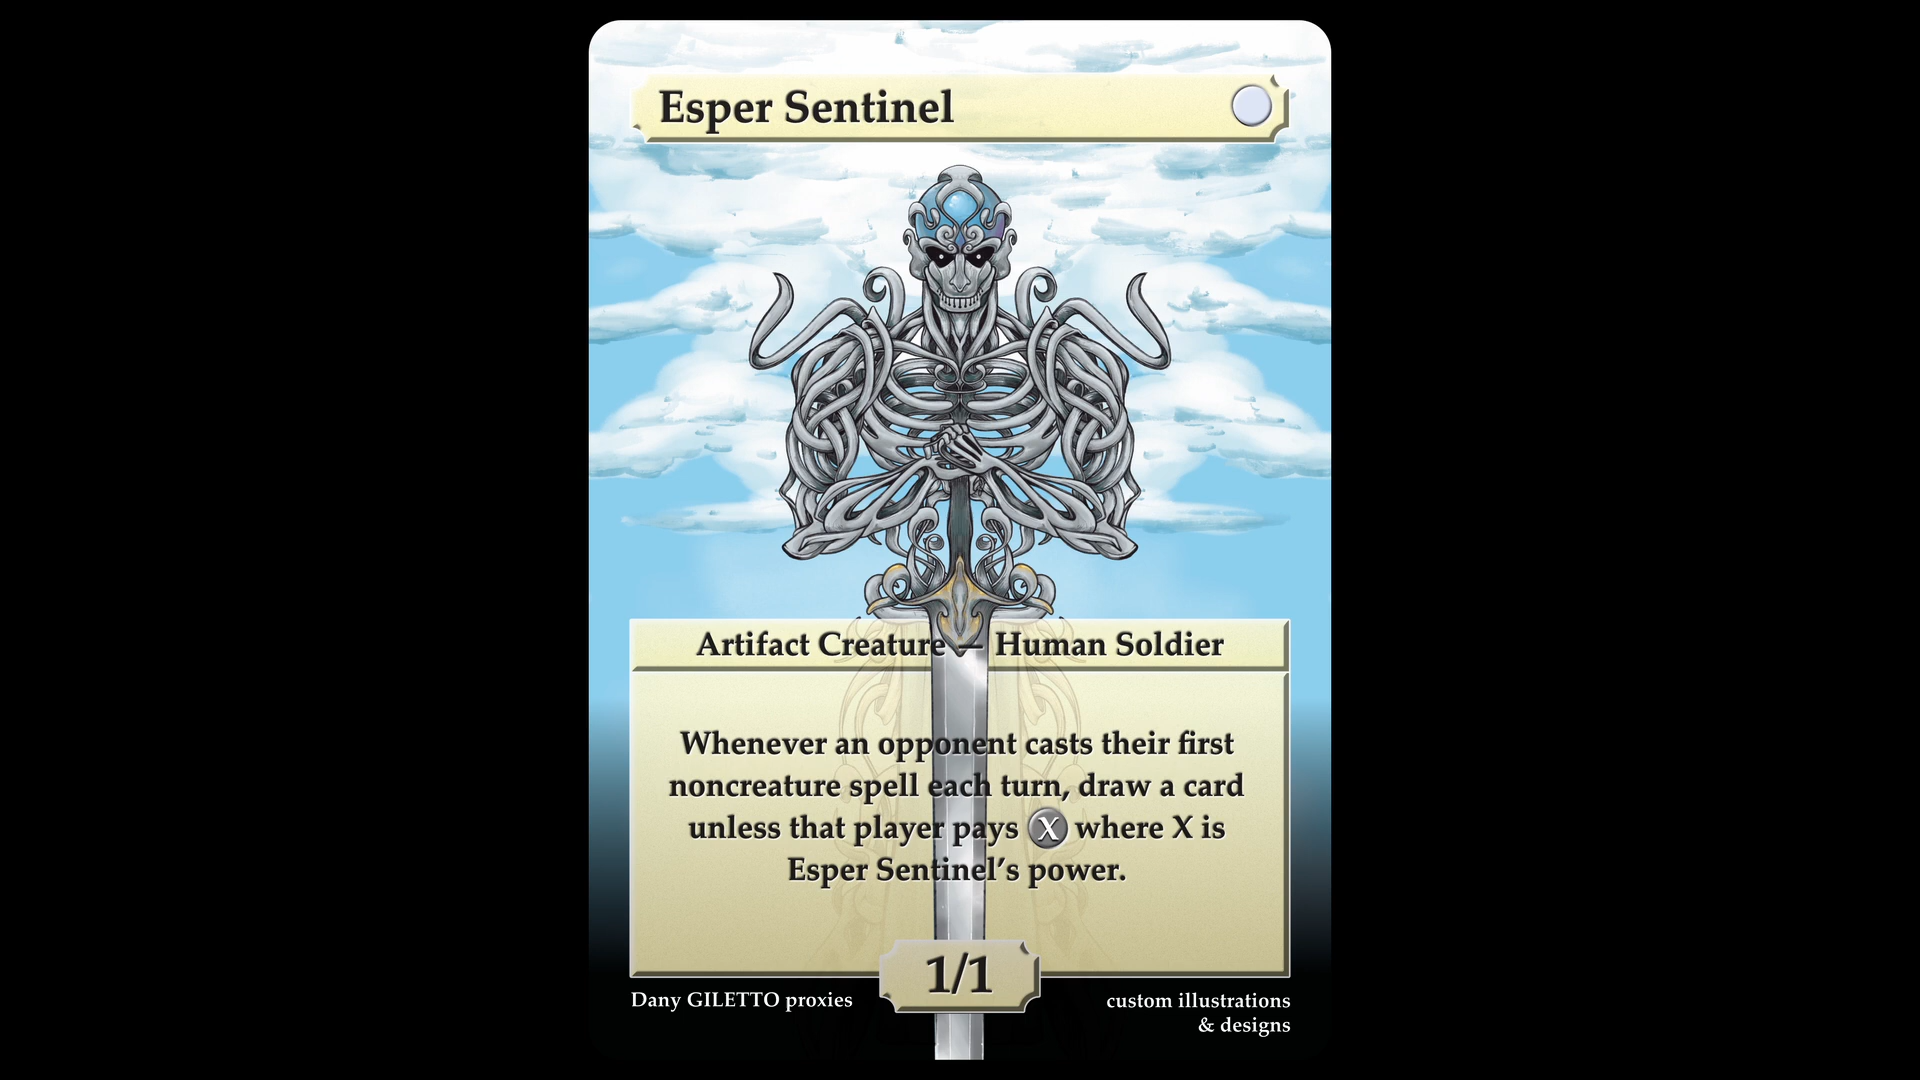 Esper Sentinel
Artifact Creature — Human Soldier
Whenever an opponent casts their first
noncreature spell each turn, draw a card
unless that player pays X where X is
Esper Sentinel’s power.
1/1
Dany GILETTO proxies
custom illustrations
& designs